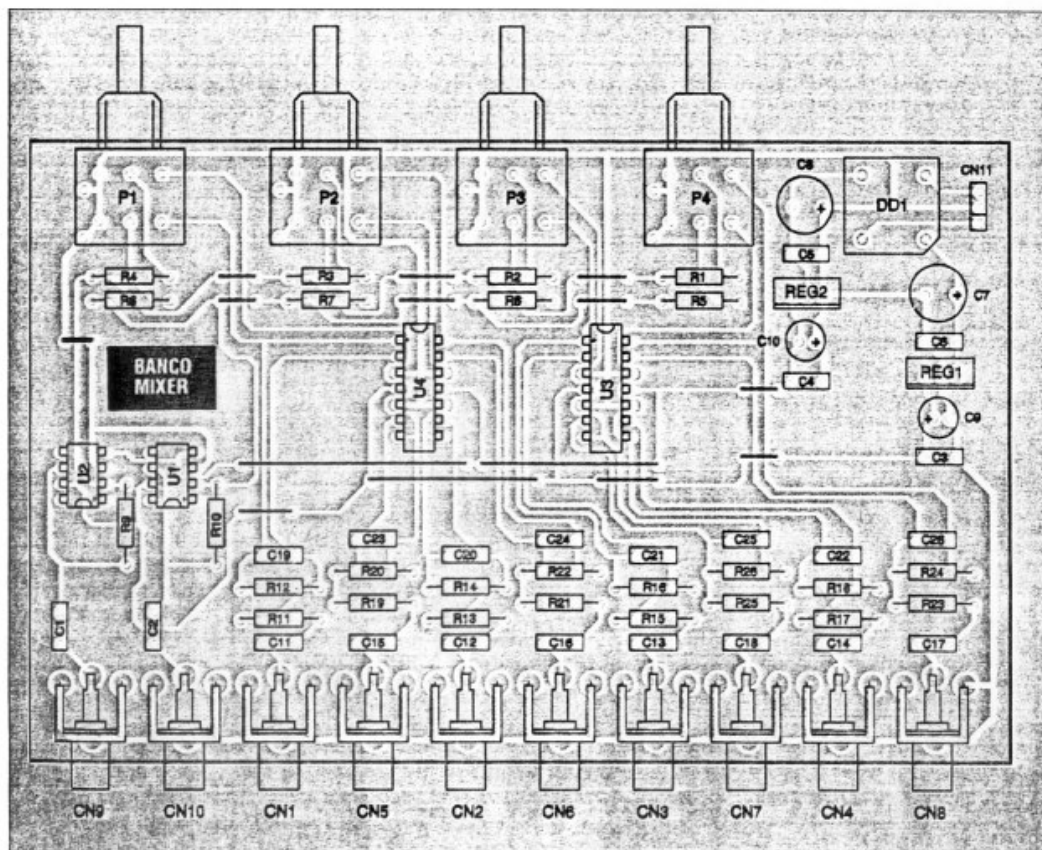 P1 P2 P3 P4 C8 DD1 CN11
R4 R3 R2 R1 C5
R8 R7 R6 R5 REG2 C7
C10 C6
BANCO
MIXER
U4 U3 C4 REG1
C9
U2 U1 C3
R9 R10
C19 C23 C20 C24 C21 C25 C22 C26
R12 R20 R14 R22 R16 R26 R18 R24
R11 R19 R13 R21 R15 R25 R17 R23
C1 C2 C11 C15 C12 C16 C13 C18 C14 C17
CN9 CN10 CN1 CN5 CN2 CN6 CN3 CN7 CN4 CN8